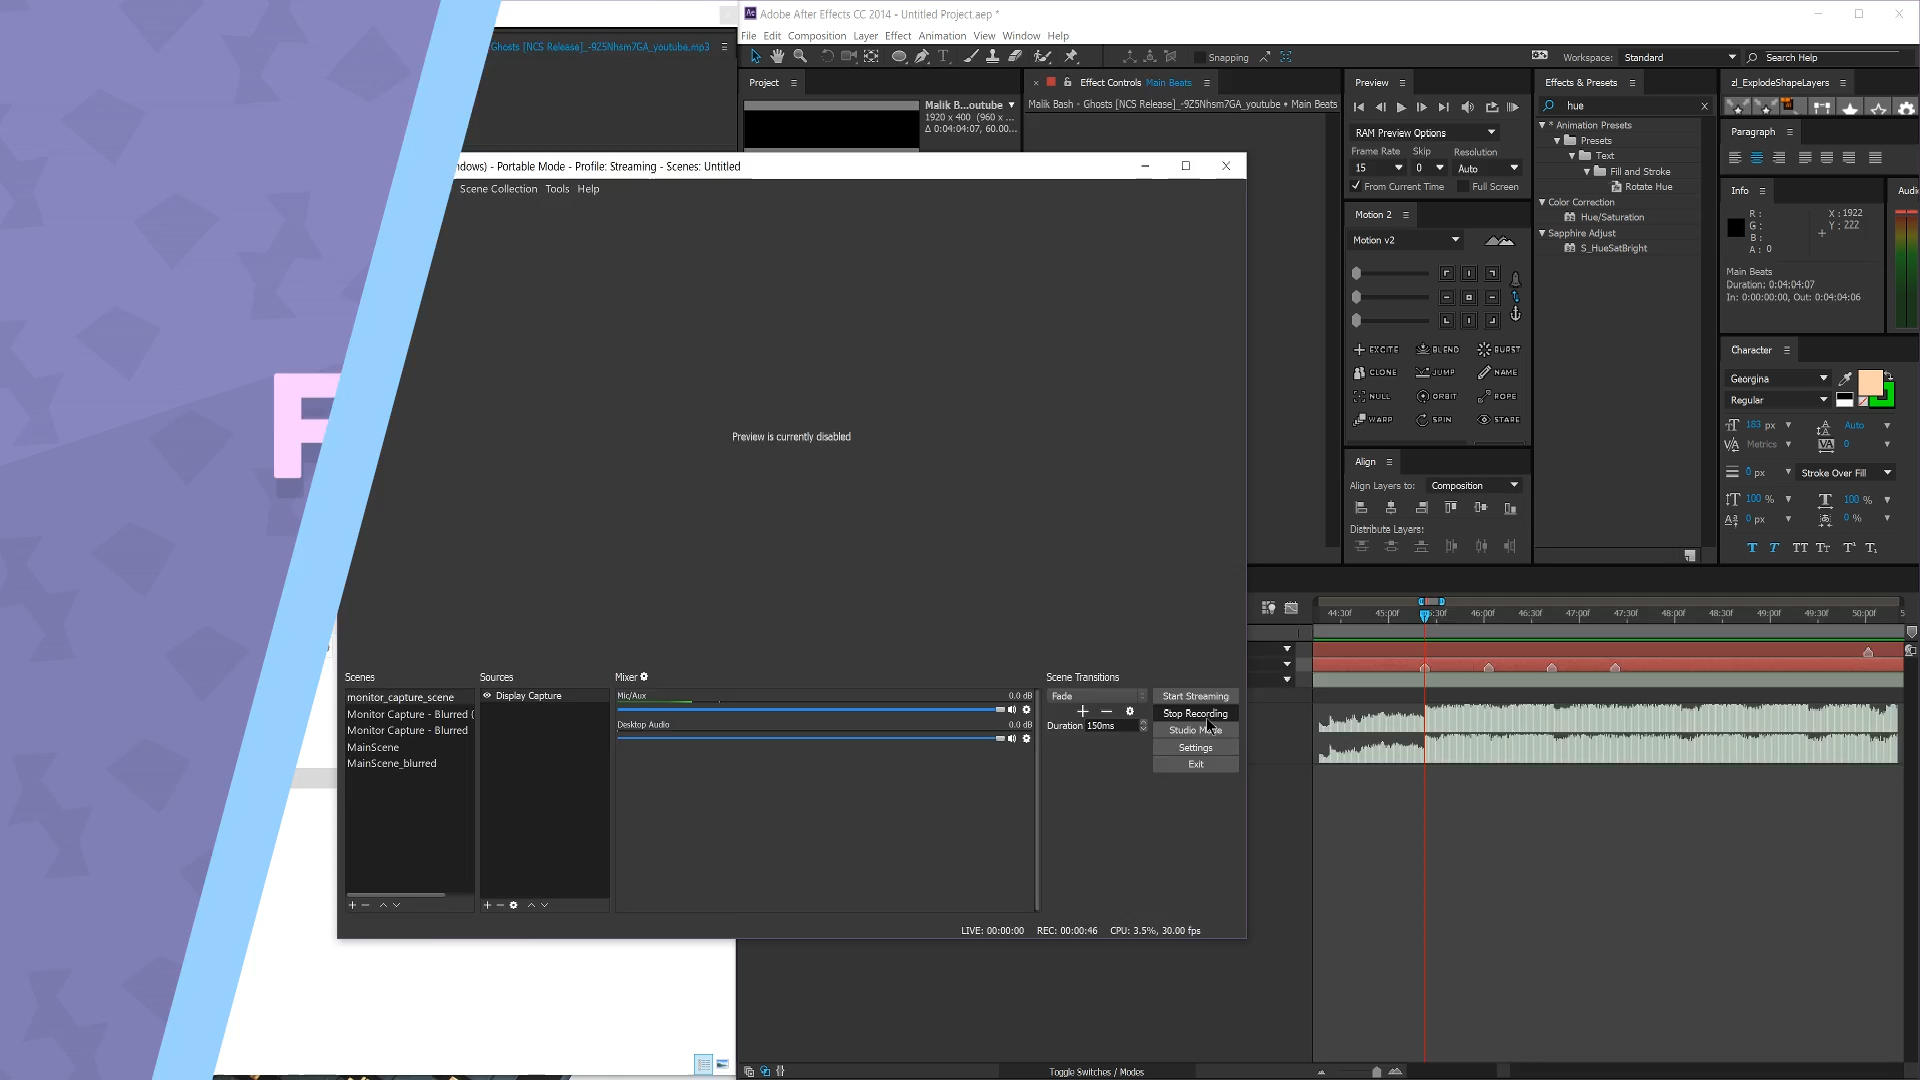 Adobe After Effects CC 2014 - Untitled Project.aep *
File Edit Composition Layer Effect Animation View Window Help
Ghosts [NCS Release]_-9Z5Nhsm7GA_youtube.mp3
Snapping
Workspace: Standard
Search Help
Project
Malik B...outube
1920 x 400 (960 x ...
Δ 0:04:04:07, 60.00...
Effect Controls Main Beats
Malik Bash - Ghosts [NCS Release]_-9Z5Nhsm7GA_youtube • Main Beats
Preview
RAM Preview Options
Frame Rate Skip Resolution
15 0 Auto
From Current Time Full Screen
Motion 2
Motion v2
EXCITE BLEND BURST
CLONE JUMP NAME
NULL ORBIT ROPE
WARP SPIN STARE
Align
Align Layers to: Composition
Distribute Layers:
Effects & Presets
hue
* Animation Presets
Presets
Text
Fill and Stroke
Rotate Hue
Color Correction
Hue/Saturation
Sapphire Adjust
S_HueSatBright
zl_ExplodeShapeLayers
Paragraph
Info
Audi
R :
G :
B :
A : 0
X : 1922
Y : 222
Main Beats
Duration: 0:04:04:07
In: 0:00:00:00, Out: 0:04:04:06
Character
Georgina
Regular
183 px Auto
Metrics 0
0 px Stroke Over Fill
100 % 100 %
0 px 0 %
F
ndows) - Portable Mode - Profile: Streaming - Scenes: Untitled
Scene Collection Tools Help
Preview is currently disabled
Scenes
monitor_capture_scene
Monitor Capture - Blurred (
Monitor Capture - Blurred
MainScene
MainScene_blurred
Sources
Display Capture
Mixer
Mic/Aux 0.0 dB
Desktop Audio 0.0 dB
Scene Transitions
Fade
Duration 150ms
Start Streaming
Stop Recording
Studio Mode
Settings
Exit
LIVE: 00:00:00 REC: 00:00:46 CPU: 3.5%, 30.00 fps
44:30f 45:00f :30f 46:00f 46:30f 47:00f 47:30f 48:00f 48:30f 49:00f 49:30f 50:00f 5
Toggle Switches / Modes